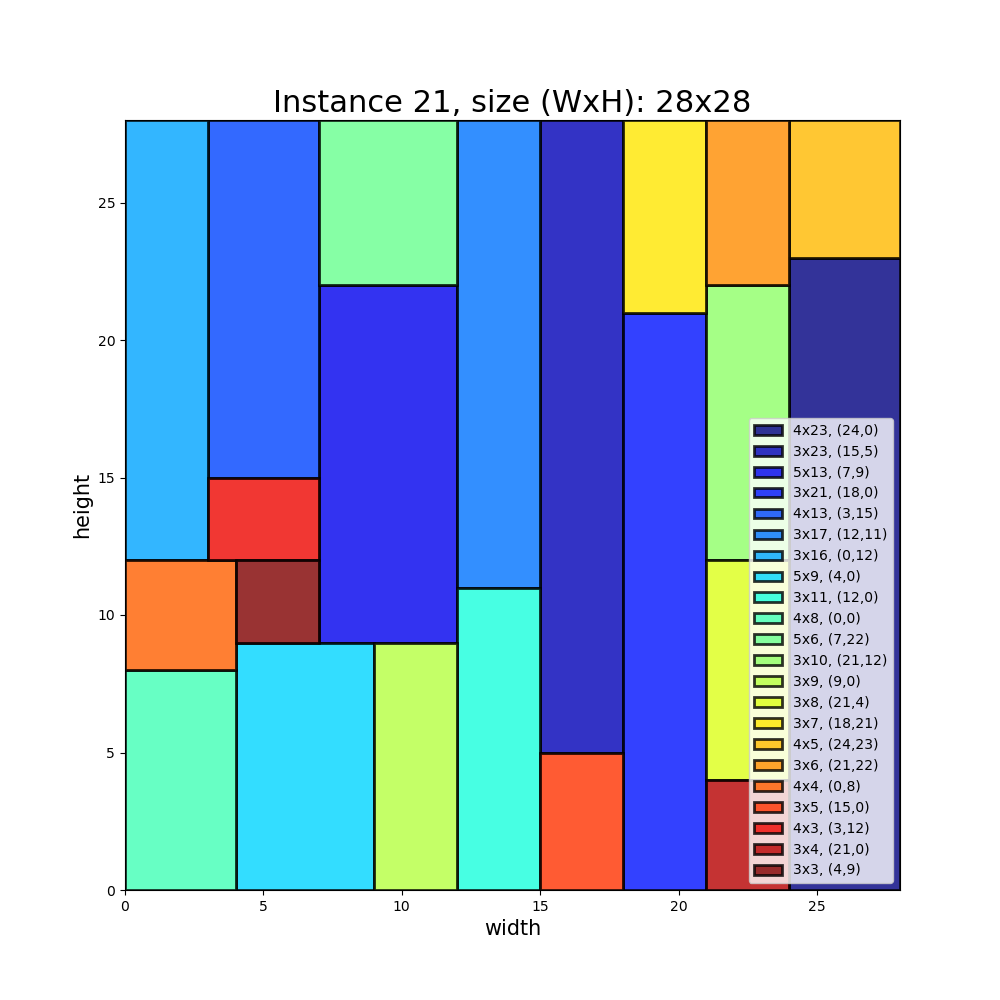 Instance 21, size (WxH): 28x28
height
25
20
15
10
5
0
4x23, (24,0)
3x23, (15,5)
5x13, (7,9)
3x21, (18,0)
4x13, (3,15)
3x17, (12,11)
3x16, (0,12)
5x9, (4,0)
3x11, (12,0)
4x8, (0,0)
5x6, (7,22)
3x10, (21,12)
3x9, (9,0)
3x8, (21,4)
3x7, (18,21)
4x5, (24,23)
3x6, (21,22)
4x4, (0,8)
3x5, (15,0)
4x3, (3,12)
3x4, (21,0)
3x3, (4,9)
0 5 10 15 20 25
width